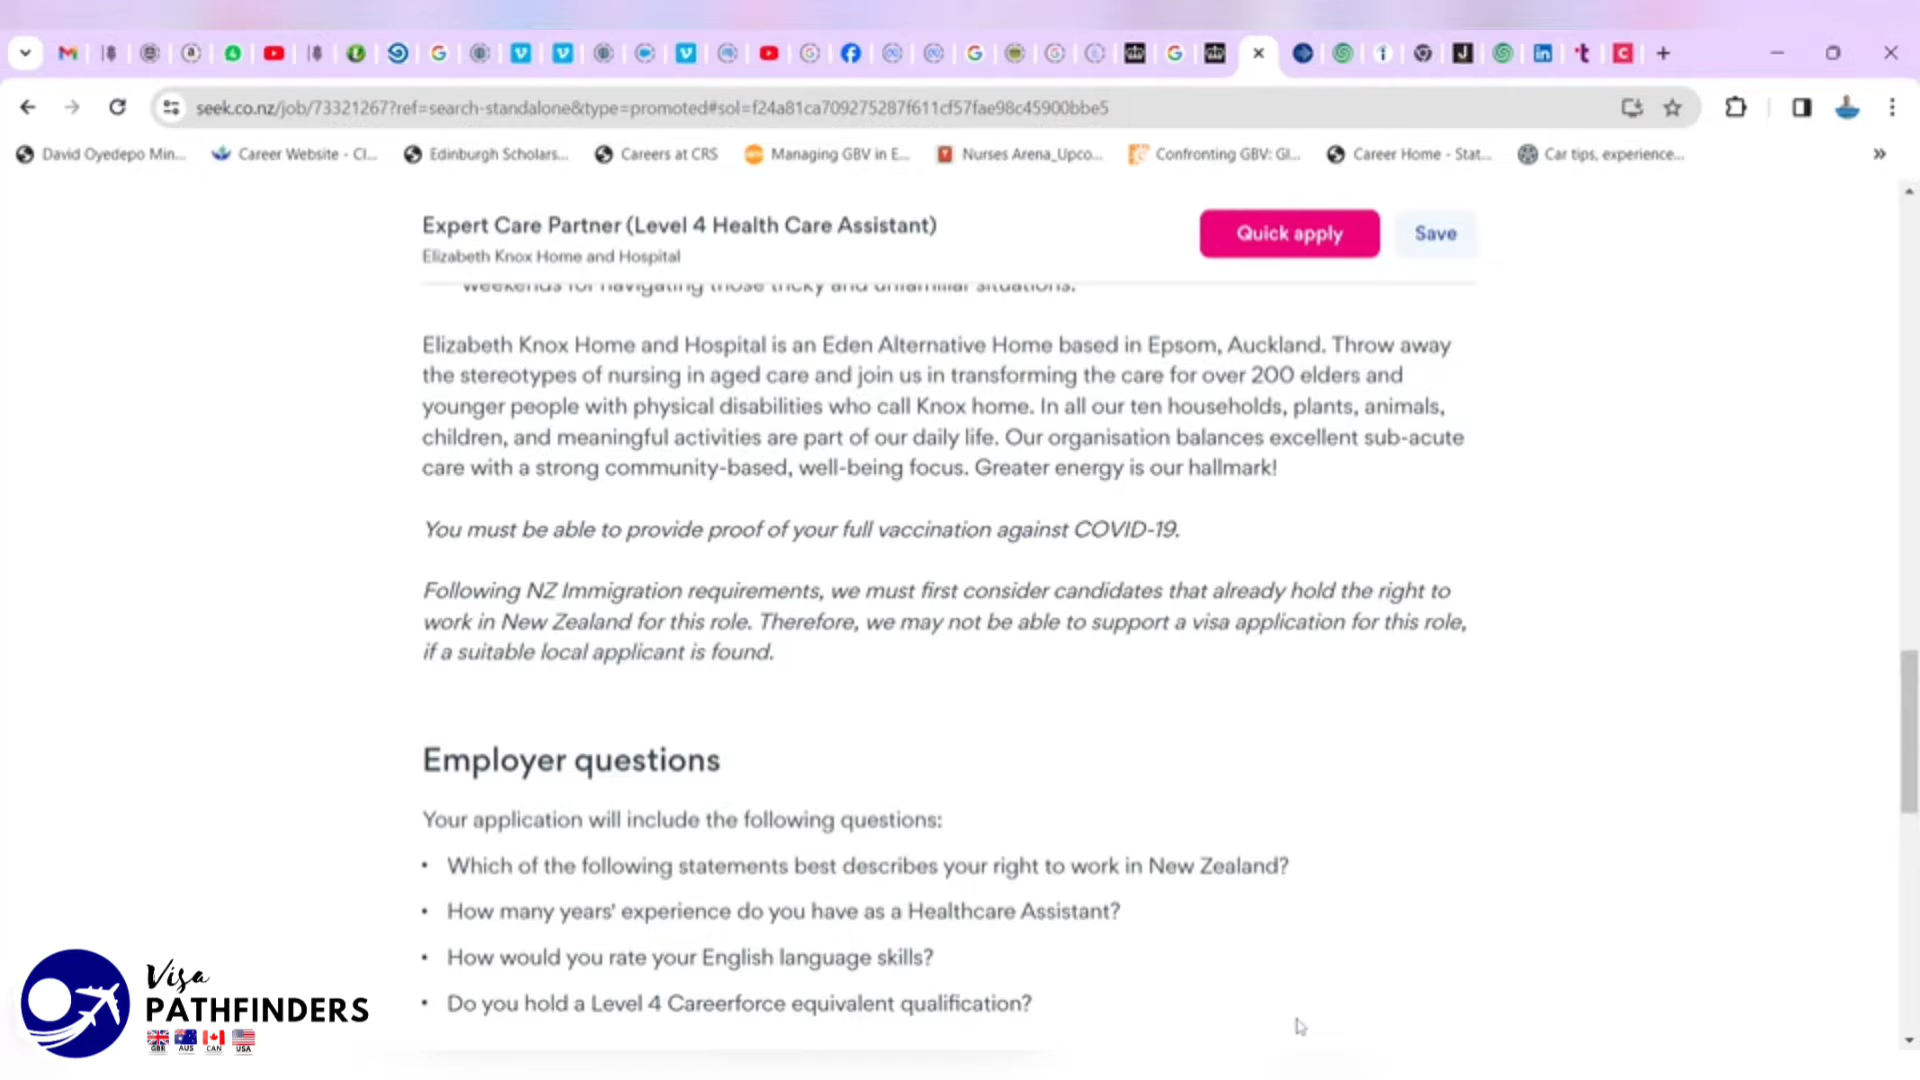 seek.co.nz/job/73321267?ref=search-standalone&type=promoted#sol=f24a81ca709275287f611cf57fae98c45900bbe5
David Oyedepo Min... Career Website - Cl... Edinburgh Scholars... Careers at CRS Managing GBV in E... Nurses Arena_Upco... Confronting GBV: Gl... Career Home - Stat... Car tips, experience...
Expert Care Partner (Level 4 Health Care Assistant)
Elizabeth Knox Home and Hospital
Quick apply
Save
weekends for navigating those tricky and unfamiliar situations.
Elizabeth Knox Home and Hospital is an Eden Alternative Home based in Epsom, Auckland. Throw away
the stereotypes of nursing in aged care and join us in transforming the care for over 200 elders and
younger people with physical disabilities who call Knox home. In all our ten households, plants, animals,
children, and meaningful activities are part of our daily life. Our organisation balances excellent sub-acute
care with a strong community-based, well-being focus. Greater energy is our hallmark!
You must be able to provide proof of your full vaccination against COVID-19.
Following NZ Immigration requirements, we must first consider candidates that already hold the right to
work in New Zealand for this role. Therefore, we may not be able to support a visa application for this role,
if a suitable local applicant is found.
Employer questions
Your application will include the following questions:
• Which of the following statements best describes your right to work in New Zealand?
• How many years' experience do you have as a Healthcare Assistant?
• How would you rate your English language skills?
• Do you hold a Level 4 Careerforce equivalent qualification?
Visa
PATHFINDERS
GBR AUS CAN USA